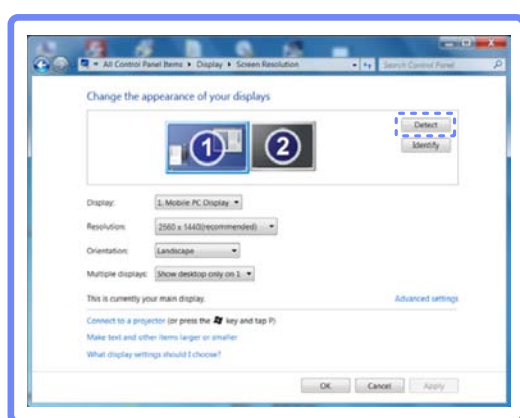 All Control Panel Items ▸ Display ▸ Screen Resolution
Search Control Panel
Change the appearance of your displays
1
2
Detect
Identify
Display: 1. Mobile PC Display
Resolution: 2560 x 1440(recommended)
Orientation: Landscape
Multiple displays: Show desktop only on 1
This is currently your main display.
Advanced settings
Connect to a projector (or press the key and tap P)
Make text and other items larger or smaller
What display settings should I choose?
OK
Cancel
Apply